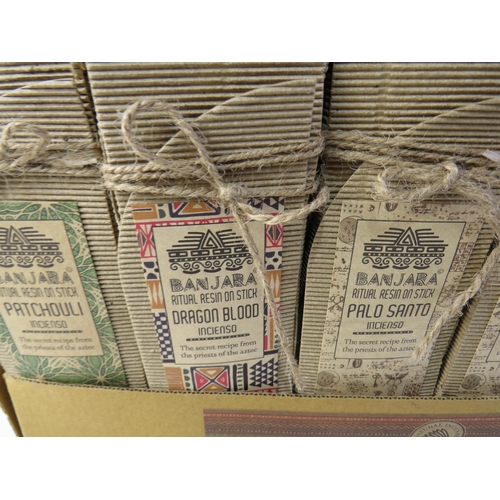 BANJARA
RITUAL RESIN ON STICK
PATCHOULI
INCIENSO
The secret recipe from
the priests of the aztec
BANJARA
RITUAL RESIN ON STICK
DRAGON BLOOD
INCIENSO
The secret recipe from
the priests of the aztec
BANJARA
RITUAL RESIN ON STICK
PALO SANTO
INCIENSO
The secret recipe from
the priests of the aztec